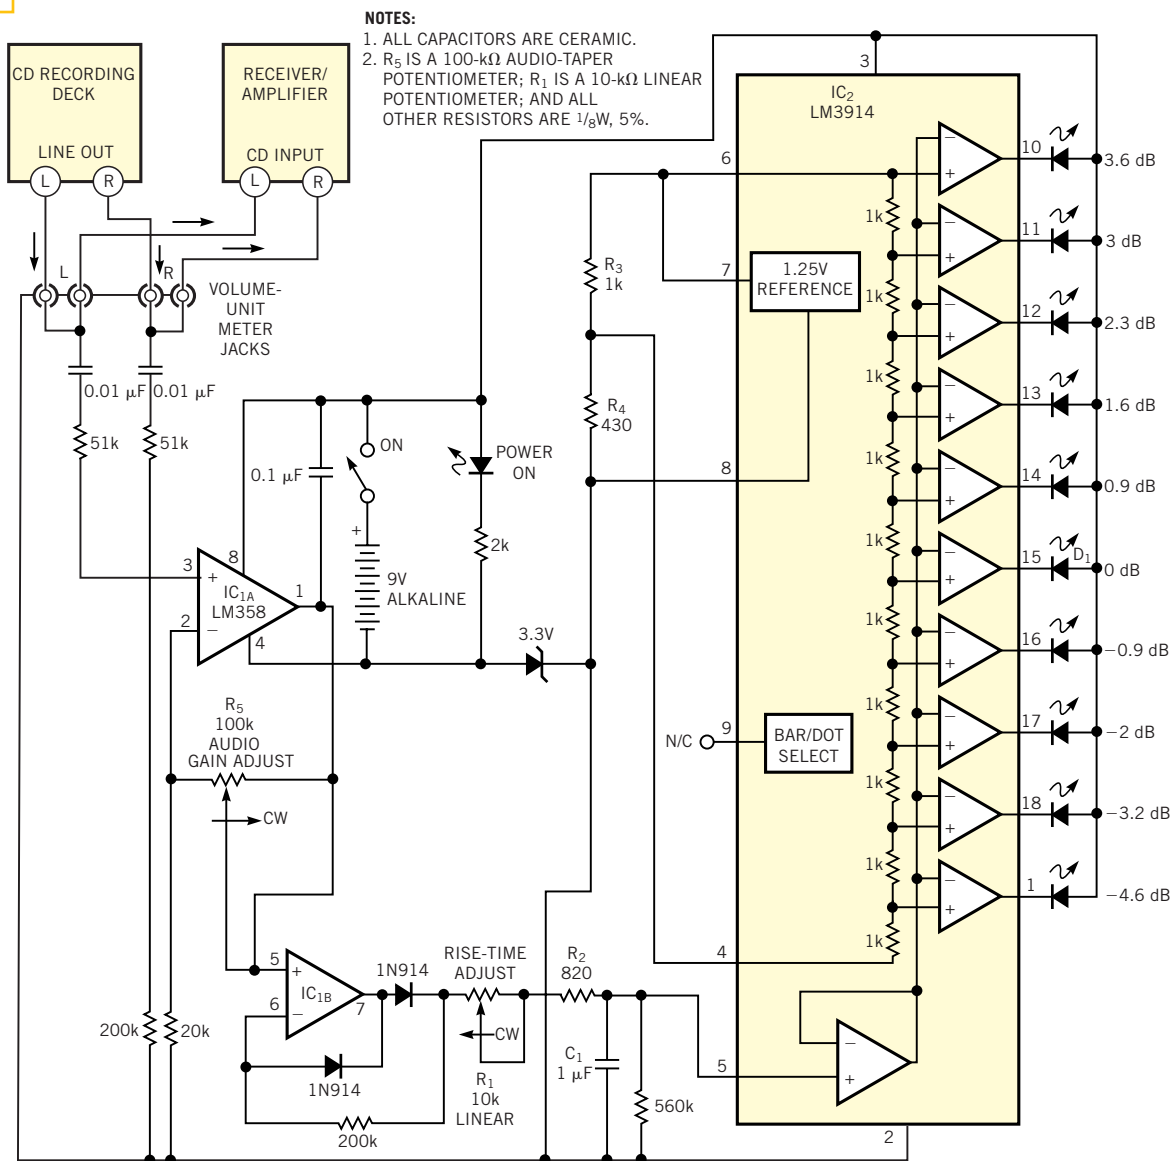 NOTES:
1. ALL CAPACITORS ARE CERAMIC.
2. R5 IS A 100-kΩ AUDIO-TAPER
POTENTIOMETER; R1 IS A 10-kΩ LINEAR
POTENTIOMETER; AND ALL
OTHER RESISTORS ARE 1/8W, 5%.
CD RECORDING
DECK
LINE OUT
L
R
RECEIVER/
AMPLIFIER
CD INPUT
L
R
L
R
VOLUME-
UNIT
METER
JACKS
0.01 µF
0.01 µF
51k
51k
0.1 µF
ON
+
9V
ALKALINE
POWER
ON
2k
3
+
8
IC1A
LM358
1
2
−
4
3.3V
R5
100k
AUDIO
GAIN ADJUST
CW
200k
20k
5
+
IC1B
6
−
7
1N914
1N914
200k
RISE-TIME
ADJUST
CW
R1
10k
LINEAR
R2
820
C1
1 µF
560k
R3
1k
R4
430
3
IC2
LM3914
6
7
1.25V
REFERENCE
8
N/C
9
BAR/DOT
SELECT
4
5
2
−
+
1k
−
+
10
3.6 dB
1k
−
+
11
3 dB
1k
−
+
12
2.3 dB
1k
−
+
13
1.6 dB
1k
−
+
14
0.9 dB
1k
−
+
15
D1
0 dB
1k
−
+
16
−0.9 dB
1k
−
+
17
−2 dB
1k
−
+
18
−3.2 dB
1k
−
+
1
−4.6 dB